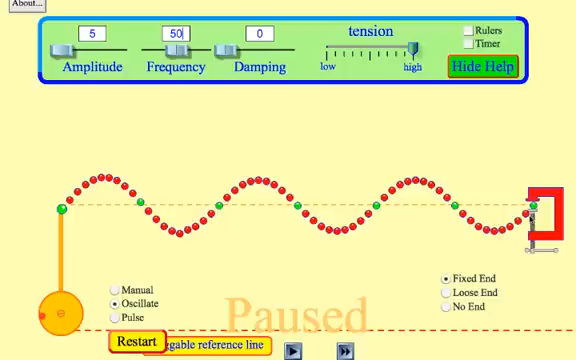 About...
5
50
0
tension
Rulers
Timer
Amplitude
Frequency
Damping
low
high
Hide Help
Manual
Oscillate
Pulse
Fixed End
Loose End
No End
Paused
Restart
reference line